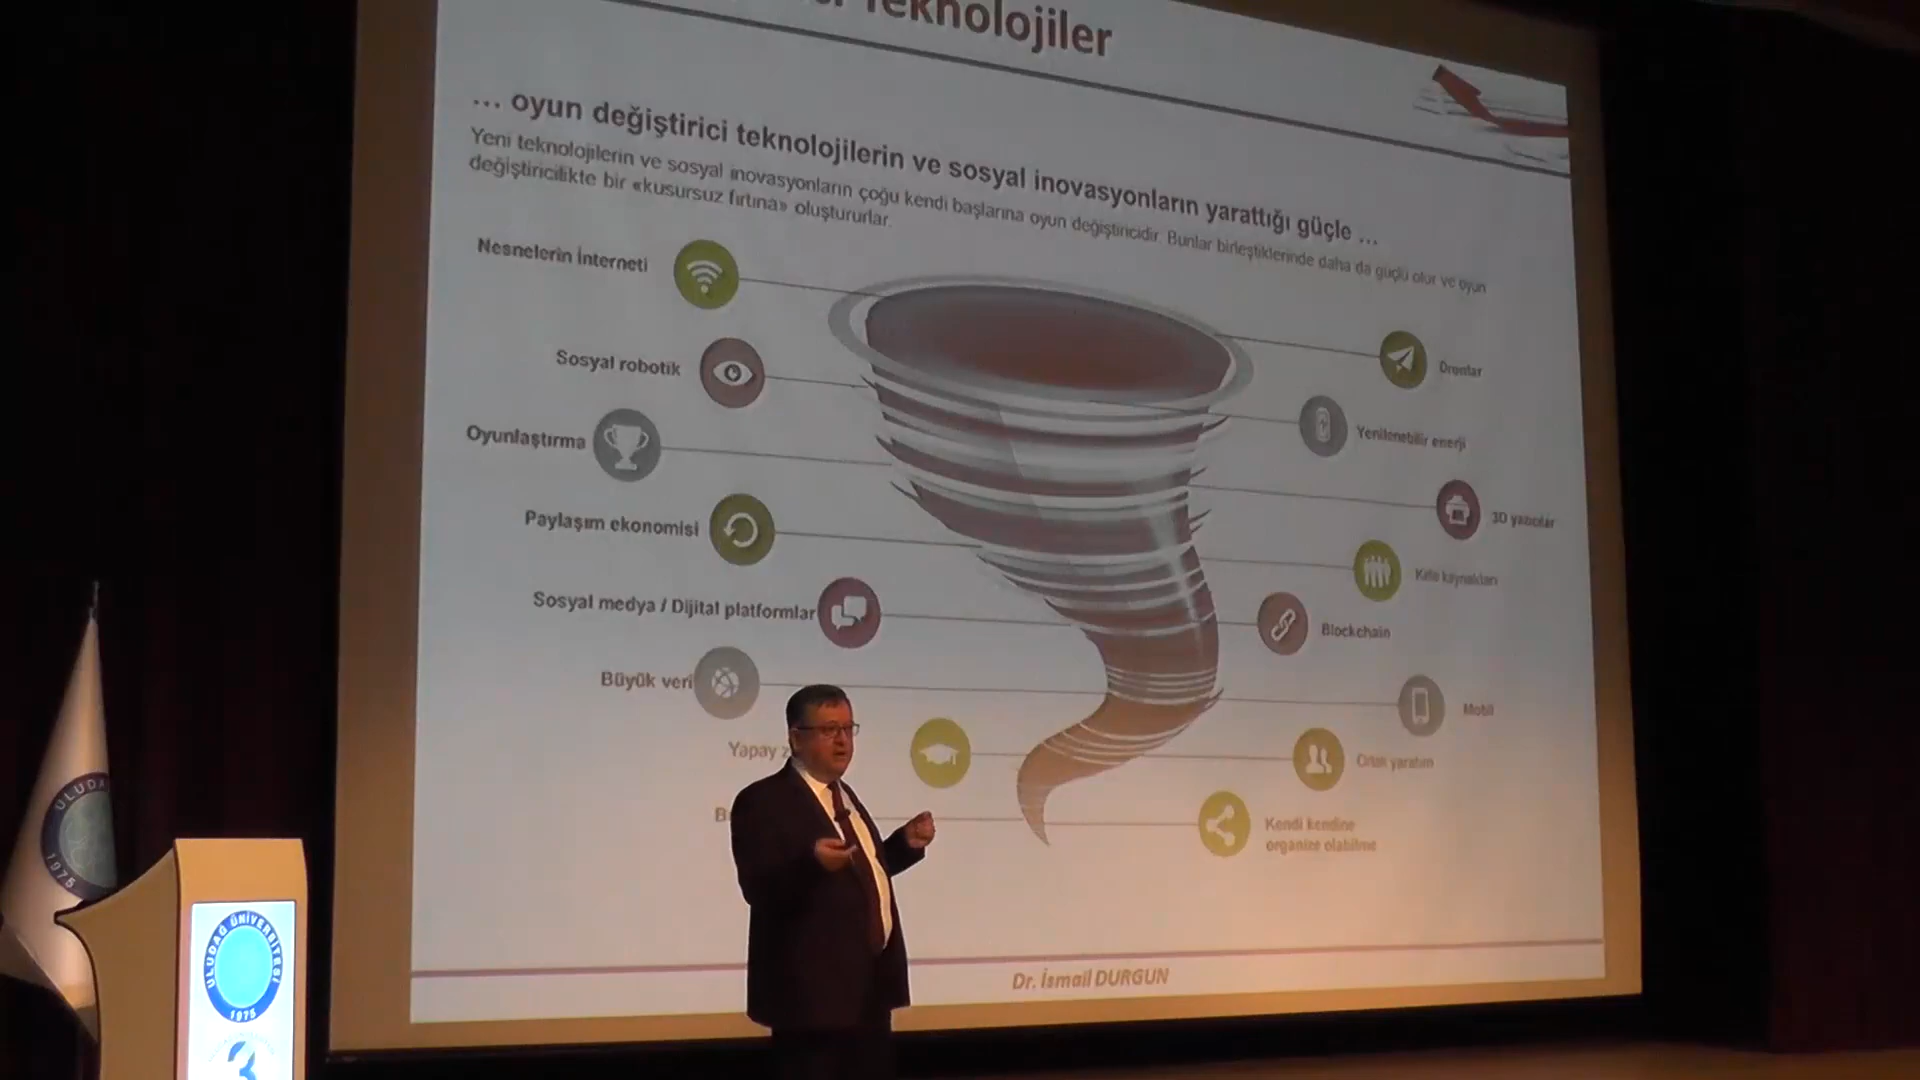 Teknolojiler
... oyun değiştirici teknolojilerin ve sosyal inovasyonların yarattığı güçle ...
Yeni teknolojilerin ve sosyal inovasyonların çoğu kendi başlarına oyun değiştiricidir. Bunlar birleştiklerinde daha da güçlü olur ve oyun
değiştiricilikte bir «kusursuz fırtına» oluştururlar.
Nesnelerin İnterneti
Dronlar
Sosyal robotik
Yenilenebilir enerji
Oyunlaştırma
3D yazıcılar
Paylaşım ekonomisi
Kitle kaynakları
Sosyal medya / Dijital platformlar
Blockchain
Büyük veri
Mobil
Yapay
Ortak yaratım
Kendi kendine
organize olabilme
Dr. İsmail DURGUN
ULUDA
1975
ULUDAĞ ÜNİVERSİTESİ
1975
3